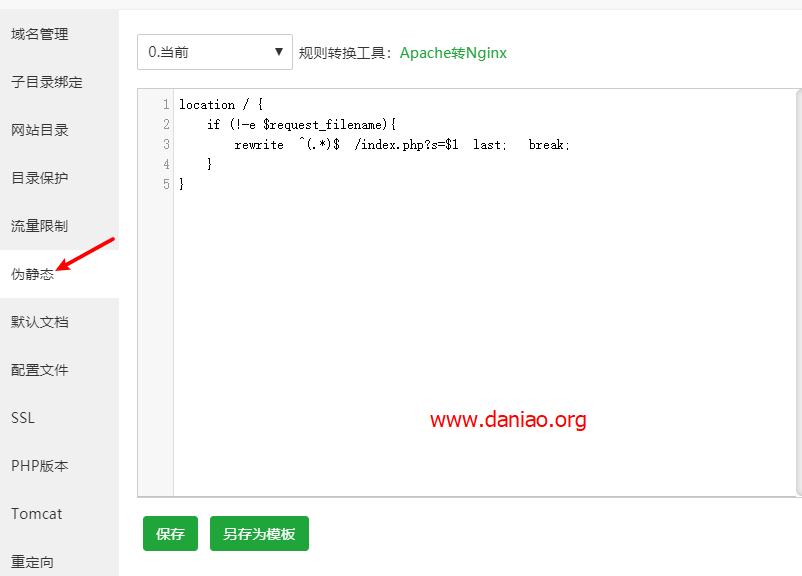 域名管理
子目录绑定
网站目录
目录保护
流量限制
伪静态
默认文档
配置文件
SSL
PHP版本
Tomcat
重定向
0.当前 ▼ 规则转换工具：Apache转Nginx
1 location / {
2 if (!-e $request_filename){
3 rewrite ^(.*)$ /index.php?s=$1 last; break;
4 }
5 }
www.daniao.org
保存 另存为模板